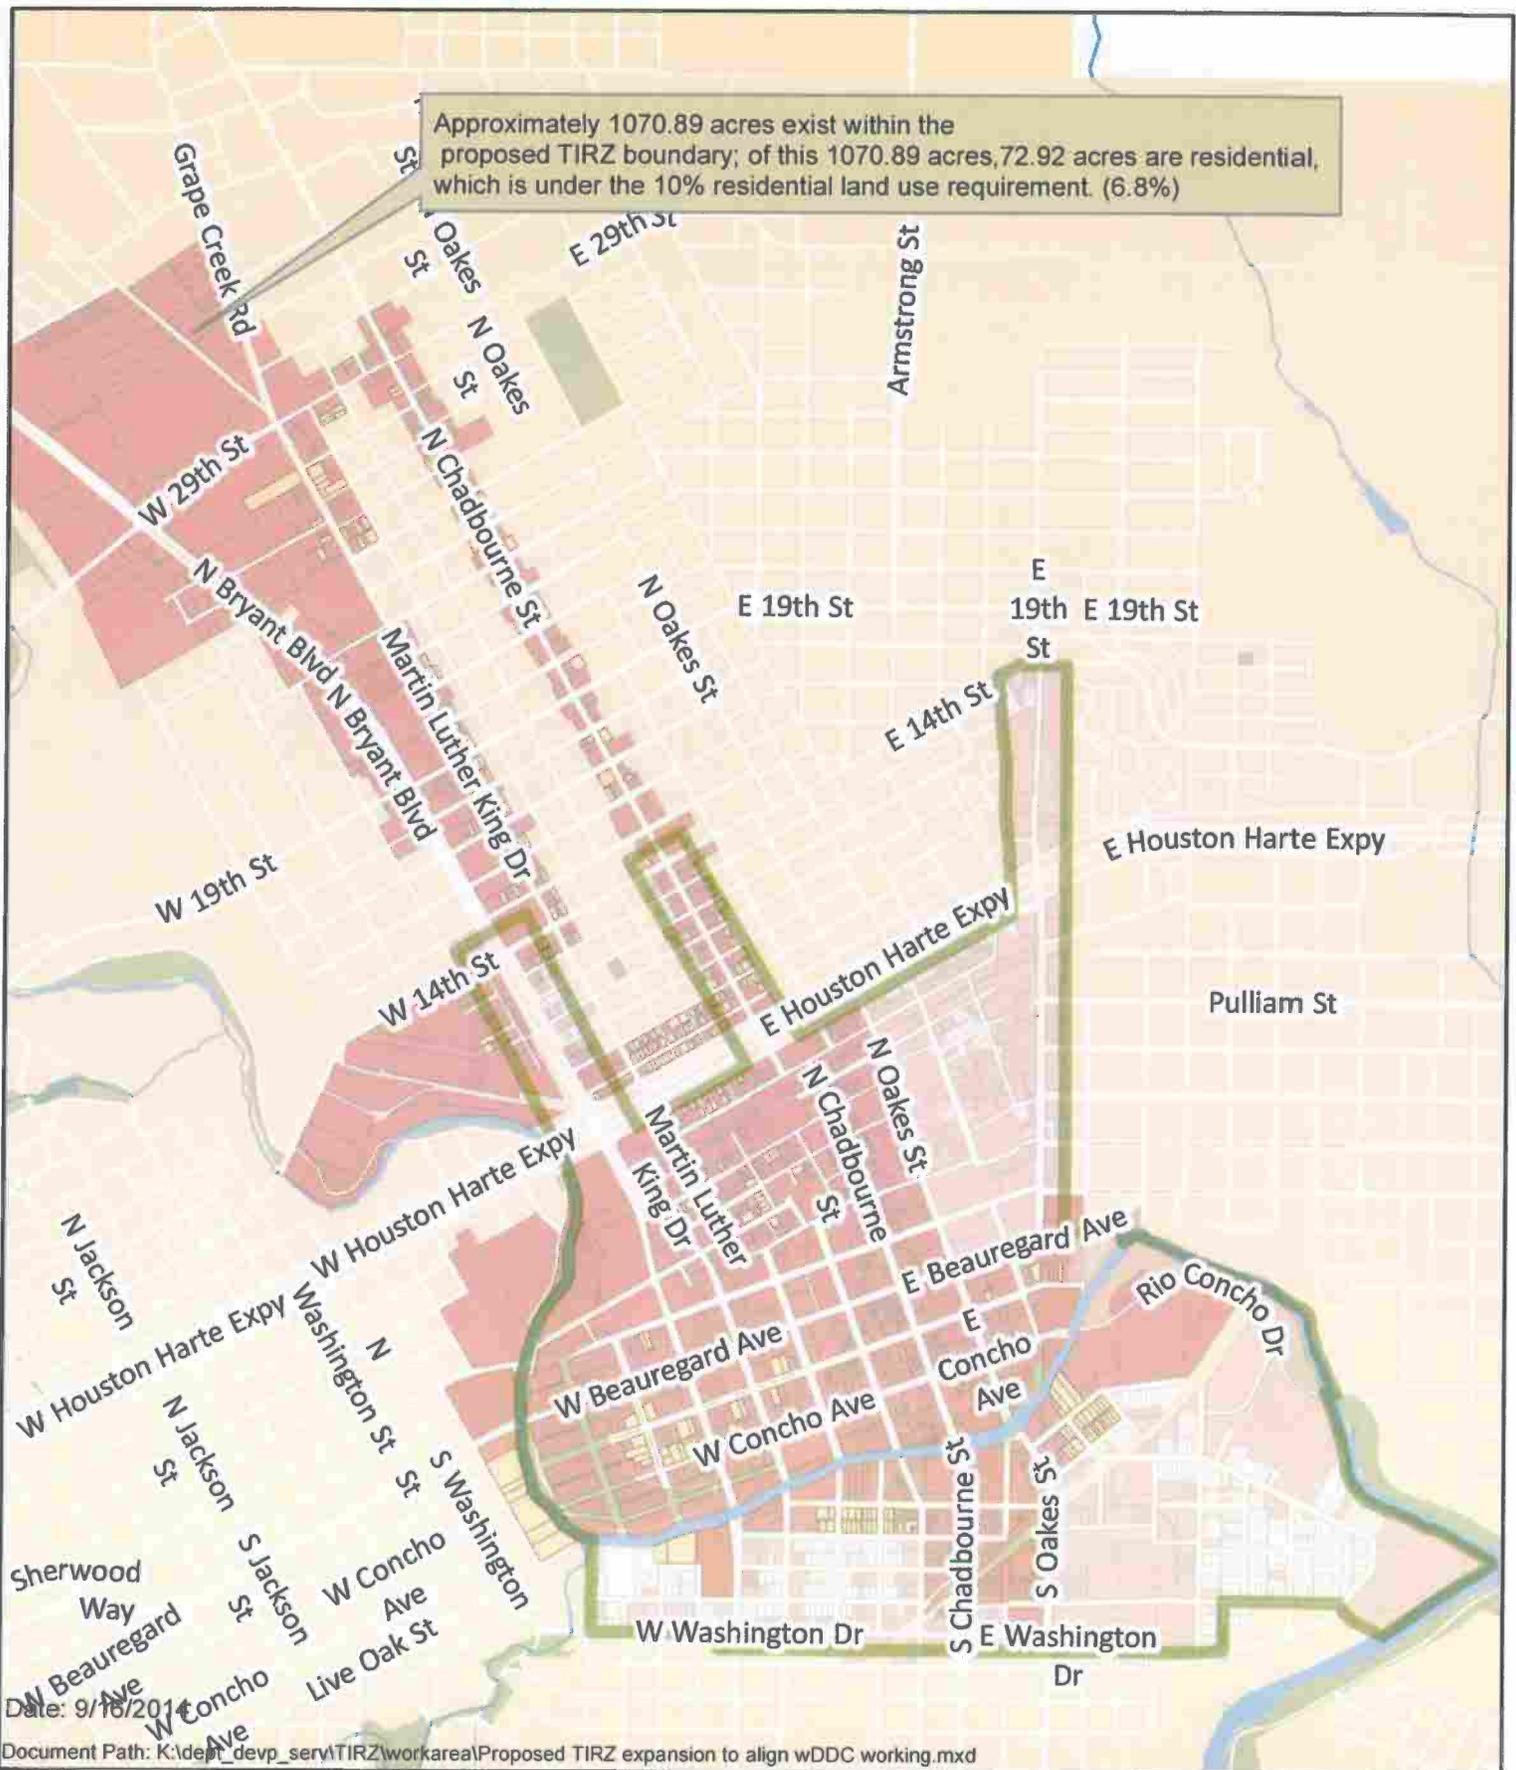 Approximately 1070.89 acres exist within the
proposed TIRZ boundary; of this 1070.89 acres,72.92 acres are residential,
which is under the 10% residential land use requirement. (6.8%)
Grape Creek Rd
St
Oakes
St
E 29th St
N Oakes
St
Armstrong St
W 29th St
N Chadbourne St
N Bryant Blvd
N Bryant Blvd
Martin Luther King Dr
N Oakes St
E 19th St
E
19th
St
E 19th St
E 14th St
E Houston Harte Expy
W 19th St
W 14th St
E Houston Harte Expy
Pulliam St
N Oakes St
N Chadbourne
St
Martin Luther
King Dr
W Houston Harte Expy
N Jackson
St
W Houston Harte Expy
N
Washington St
E Beauregard Ave
Rio Concho Dr
E
Concho
Ave
W Beauregard Ave
W Concho Ave
N Jackson
St
S Washington
St
S Chadbourne St
S Oakes St
S Jackson
St
W Concho
Ave
Sherwood
Way
W Beauregard
Ave
Live Oak St
W Concho
Ave
W Washington Dr
E Washington
Dr
Date: 9/16/2014
Document Path: K:\dept_devp_serv\TIRZ\workarea\Proposed TIRZ expansion to align wDDC working.mxd